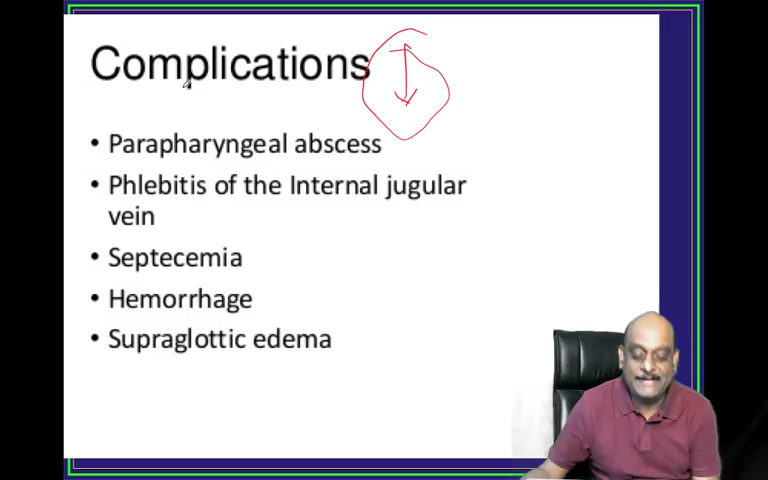 Complications
• Parapharyngeal abscess
• Phlebitis of the Internal jugular
vein
• Septecemia
• Hemorrhage
• Supraglottic edema